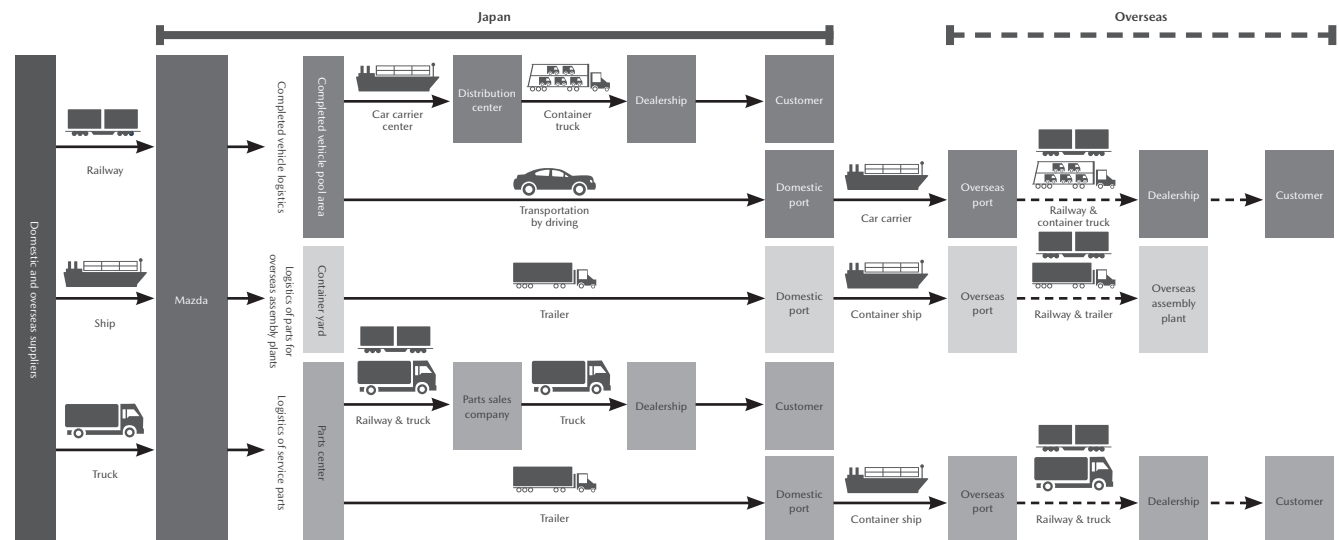 Japan
Overseas
Domestic and overseas suppliers
Railway
Ship
Truck
Mazda
Completed vehicle logistics
Logistics of parts for
overseas assembly plants
Logistics of service parts
Completed vehicle pool area
Car carrier
center
Distribution
center
Container
truck
Dealership
Customer
Transportation
by driving
Domestic
port
Car carrier
Overseas
port
Railway &
container truck
Dealership
Customer
Container yard
Trailer
Domestic
port
Container ship
Overseas
port
Railway & trailer
Overseas
assembly
plant
Parts center
Railway & truck
Parts sales
company
Truck
Dealership
Customer
Trailer
Domestic
port
Container ship
Overseas
port
Railway & truck
Dealership
Customer